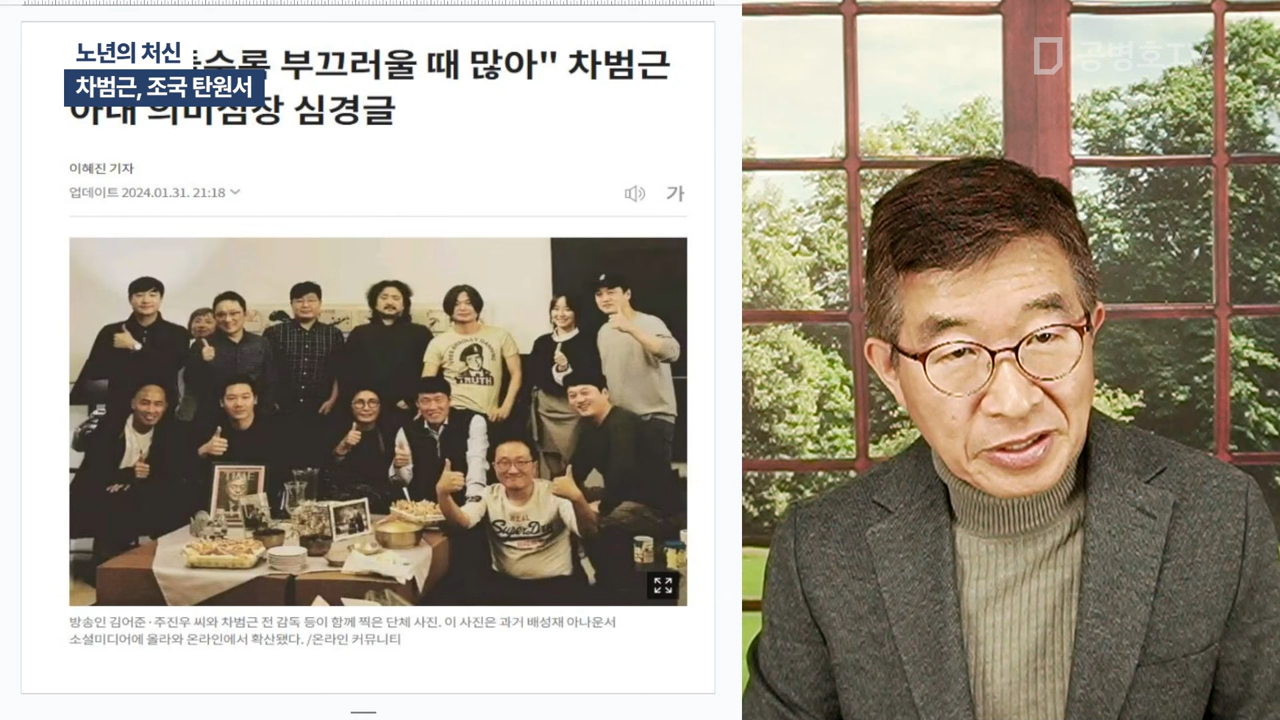 노년의 처신
차범근, 조국 탄원서
부끄러울 때 많아" 차범근
아내 의미심장 심경글
이혜진 기자
업데이트 2024.01.31. 21:18
가
TIME
TRUTH
REAL
SuperDry
방송인 김어준·주진우 씨와 차범근 전 감독 등이 함께 찍은 단체 사진. 이 사진은 과거 배성재 아나운서
소셜미디어에 올라와 온라인에서 확산됐다. /온라인 커뮤니티
공병호TV